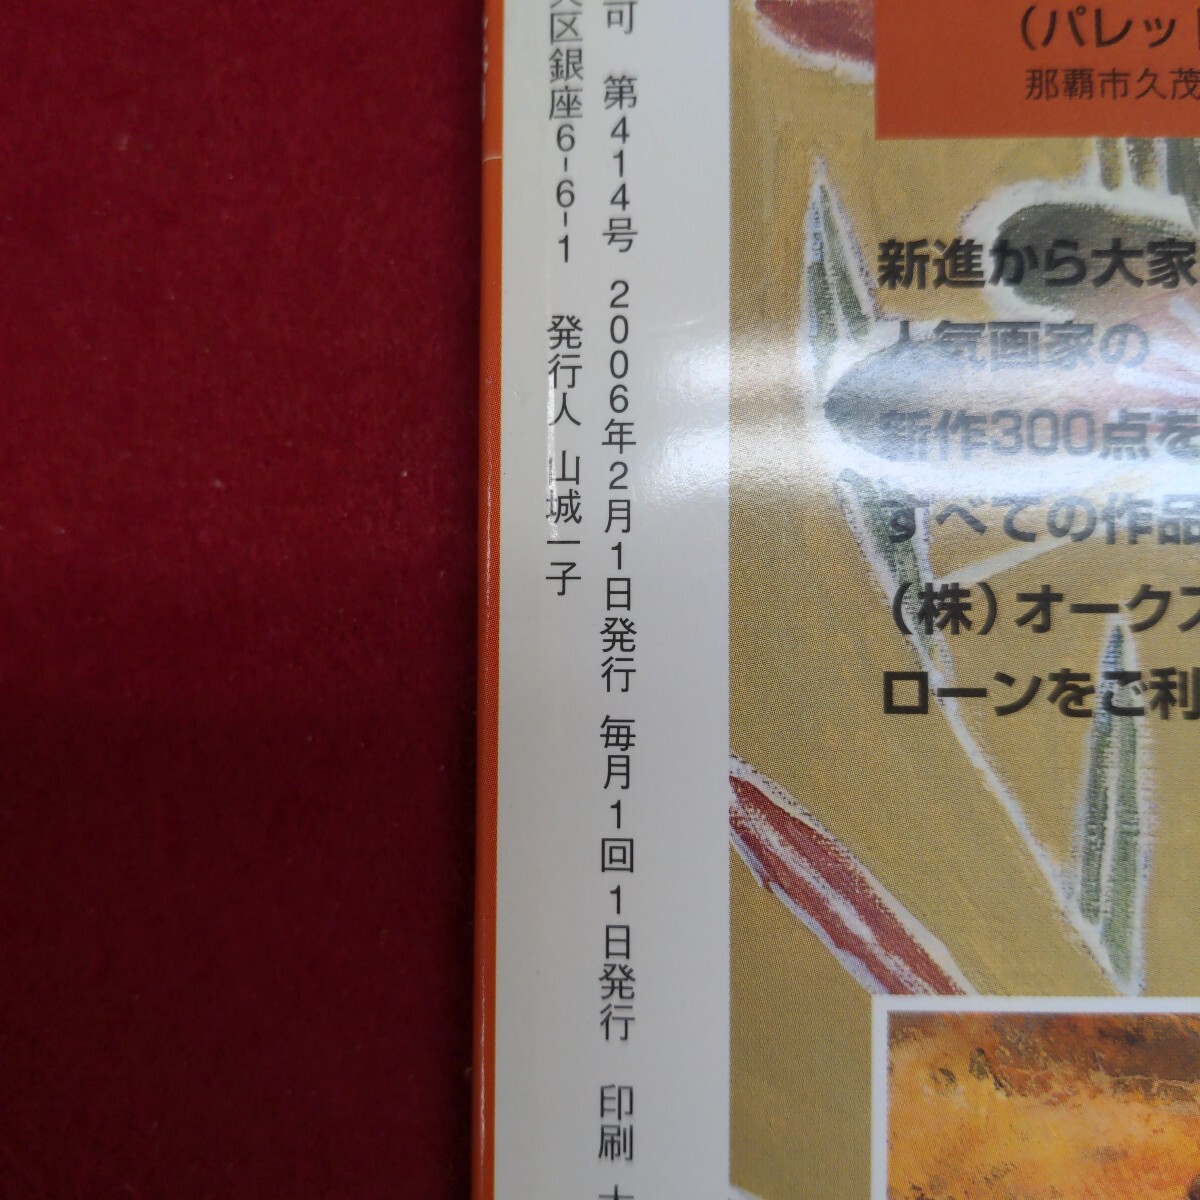 可 第414号 2006年2月1日発行 毎月1回1日発行 印刷
区銀座6-6-1 発行人 山城一子
(パレット
那覇市久茂
新進から大家
人気画家の
新作300点を
すべての作品
(株)オークス
ローンをご利